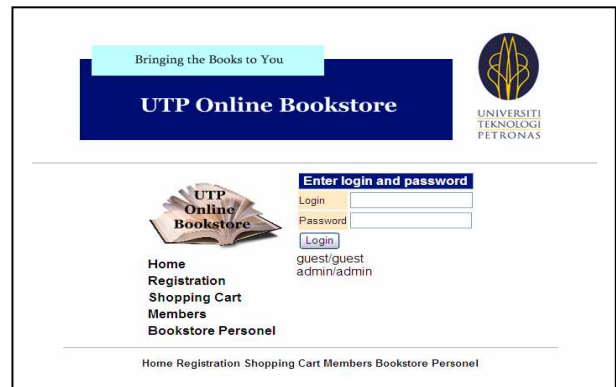 Bringing the Books to You
UTP Online Bookstore
UNIVERSITI
TEKNOLOGI
PETRONAS
UTP
Online
Bookstore
Home
Registration
Shopping Cart
Members
Bookstore Personel
Enter login and password
Login
Password
Login
guest/guest
admin/admin
Home Registration Shopping Cart Members Bookstore Personel